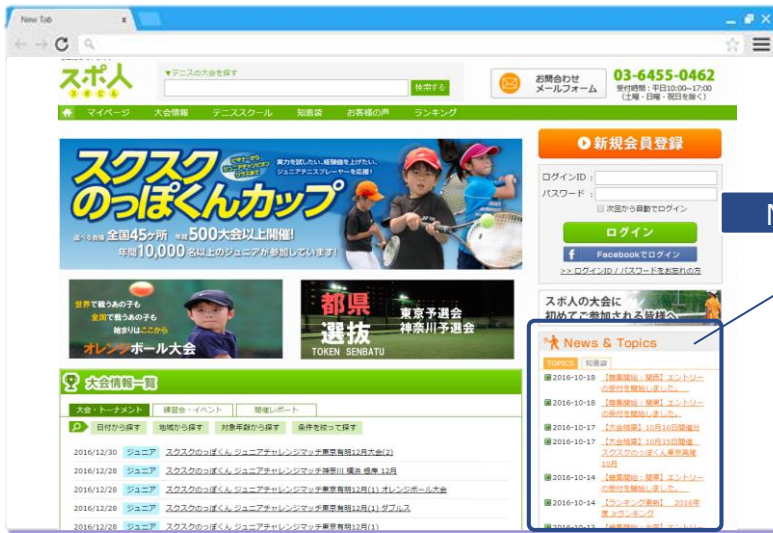 New Tab
スポ人
スポじん
▼テニスの大会を探す
検索する
お問合わせ
メールフォーム
03-6455-0462
受付時間：平日10:00~17:00
（土曜・日曜・祝日を除く）
マイページ 大会情報 テニススクール 知恵袋 お客様の声 ランキング
スクスク
のっぽくんカップ
ビギナーから
ジュニアチャンピオン
クラスまで
実力を試したい、経験値を上げたい、
ジュニアテニスプレーヤーを応援!
選べる会場 全国45ヶ所 年間500大会以上開催!
年間10,000名以上のジュニアが参加しています!
新規会員登録
ログインID：
パスワード：
次回から自動でログイン
ログイン
f Facebookでログイン
>> ログインID / パスワードをお忘れの方
N
世界で戦うあの子も
全国で戦うあの子も
始まりはここから
オレンジボール大会
都県
選抜
TOKEN SENBATU
東京予選会
神奈川予選会
スポ人の大会に
初めてご参加される皆様へ
News & Topics
TOPICS 知恵袋
2016-10-18 【募集開始：関西】エントリー
の受付を開始しました。
2016-10-18 【募集開始：関東】エントリー
の受付を開始しました。
2016-10-17 【大会結果】10月16日開催分
2016-10-17 【大会結果】10月15日開催
スクスクのっぽくん東京高尾
10月
2016-10-14 【募集開始：関東】エントリー
の受付を開始しました。
2016-10-14 【ランキング更新】 2016年
度 Jrランキング
2016-10-13
大会情報一覧
大会・トーナメント 練習会・イベント 開催レポート
日付から探す 地域から探す 対象年齢から探す 条件を絞って探す
2016/12/30 ジュニア スクスクのっぽくん ジュニアチャレンジマッチ東京有明12月大会(2)
2016/12/28 ジュニア スクスクのっぽくん ジュニアチャレンジマッチ神奈川 横浜 根岸 12月
2016/12/28 ジュニア スクスクのっぽくん ジュニアチャレンジマッチ東京有明12月(1) オレンジボール大会
2016/12/28 ジュニア スクスクのっぽくん ジュニアチャレンジマッチ東京有明12月(1) ダブルス
2016/12/28 ジュニア スクスクのっぽくん ジュニアチャレンジマッチ東京有明12月(1)